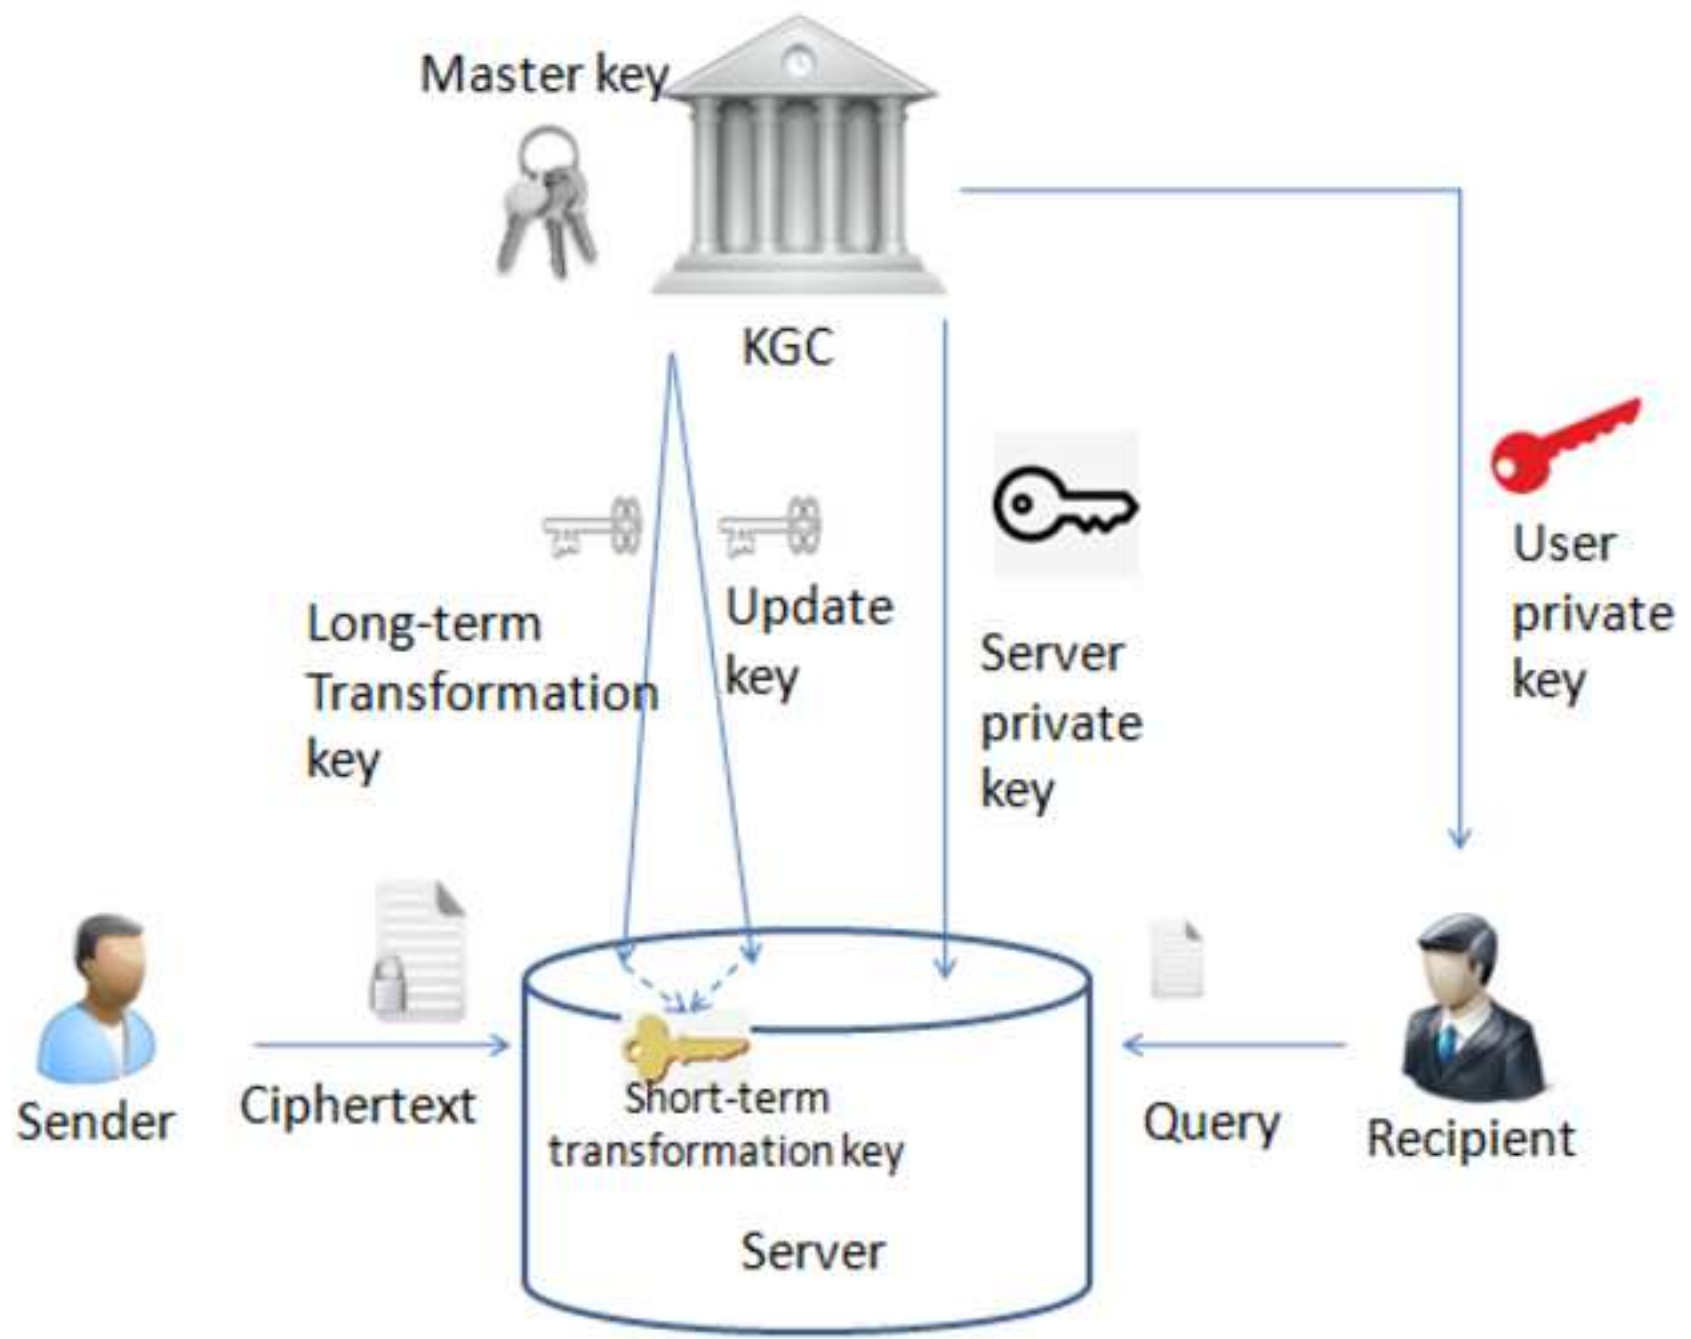 Master key
KGC
Long-term
Transformation
key
Update
key
Server
private
key
User
private
key
Sender
Ciphertext
Short-term
transformation key
Server
Query
Recipient